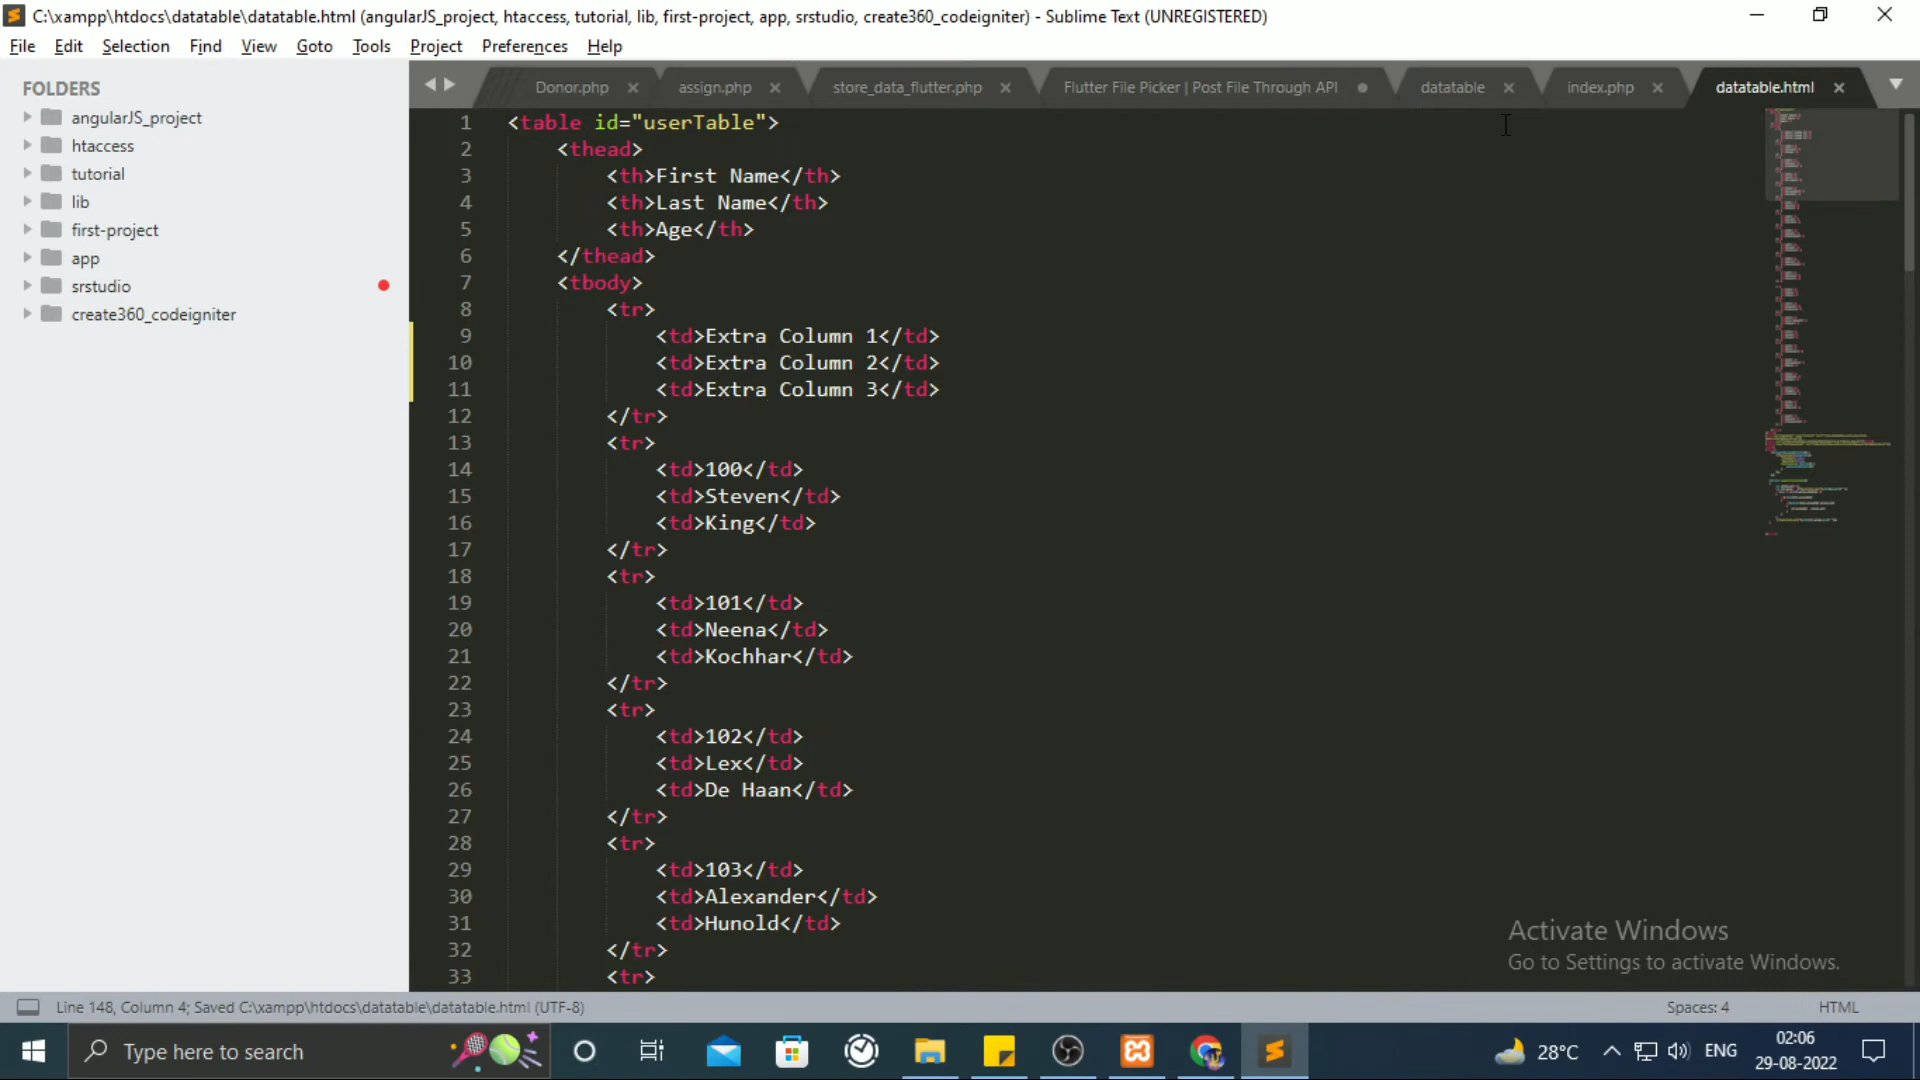 C:\xampp\htdocs\datatable\datatable.html (angularJS_project, htaccess, tutorial, lib, first-project, app, srstudio, create360_codeigniter) - Sublime Text (UNREGISTERED)
File Edit Selection Find View Goto Tools Project Preferences Help
FOLDERS
angularJS_project
htaccess
tutorial
lib
first-project
app
srstudio
create360_codeigniter
Donor.php assign.php store_data_flutter.php Flutter File Picker | Post File Through API datatable index.php datatable.html
1 <table id="userTable">
2 <thead>
3 <th>First Name</th>
4 <th>Last Name</th>
5 <th>Age</th>
6 </thead>
7 <tbody>
8 <tr>
9 <td>Extra Column 1</td>
10 <td>Extra Column 2</td>
11 <td>Extra Column 3</td>
12 </tr>
13 <tr>
14 <td>100</td>
15 <td>Steven</td>
16 <td>King</td>
17 </tr>
18 <tr>
19 <td>101</td>
20 <td>Neena</td>
21 <td>Kochhar</td>
22 </tr>
23 <tr>
24 <td>102</td>
25 <td>Lex</td>
26 <td>De Haan</td>
27 </tr>
28 <tr>
29 <td>103</td>
30 <td>Alexander</td>
31 <td>Hunold</td>
32 </tr>
33 <tr>
Activate Windows
Go to Settings to activate Windows.
Line 148, Column 4; Saved C:\xampp\htdocs\datatable\datatable.html (UTF-8) Spaces: 4 HTML
Type here to search 28°C ENG 02:06
29-08-2022